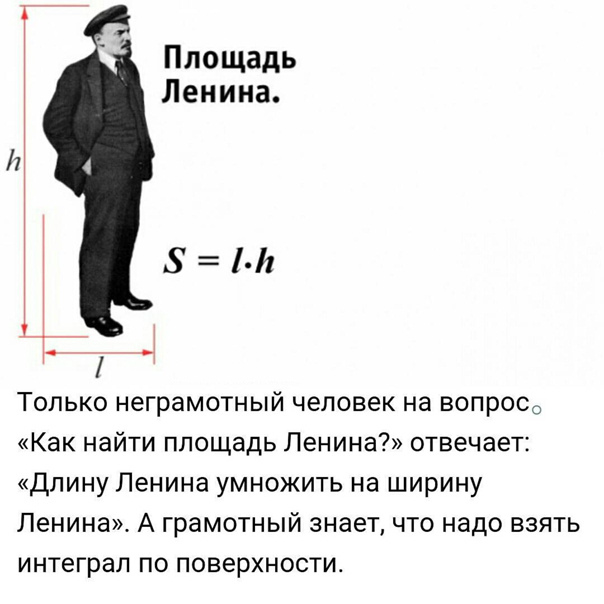 Площадь
Ленина.
h
S = l·h
l
Только неграмотный человек на вопрос
«Как найти площадь Ленина?» отвечает:
«Длину Ленина умножить на ширину
Ленина». А грамотный знает, что надо взять
интеграл по поверхности.